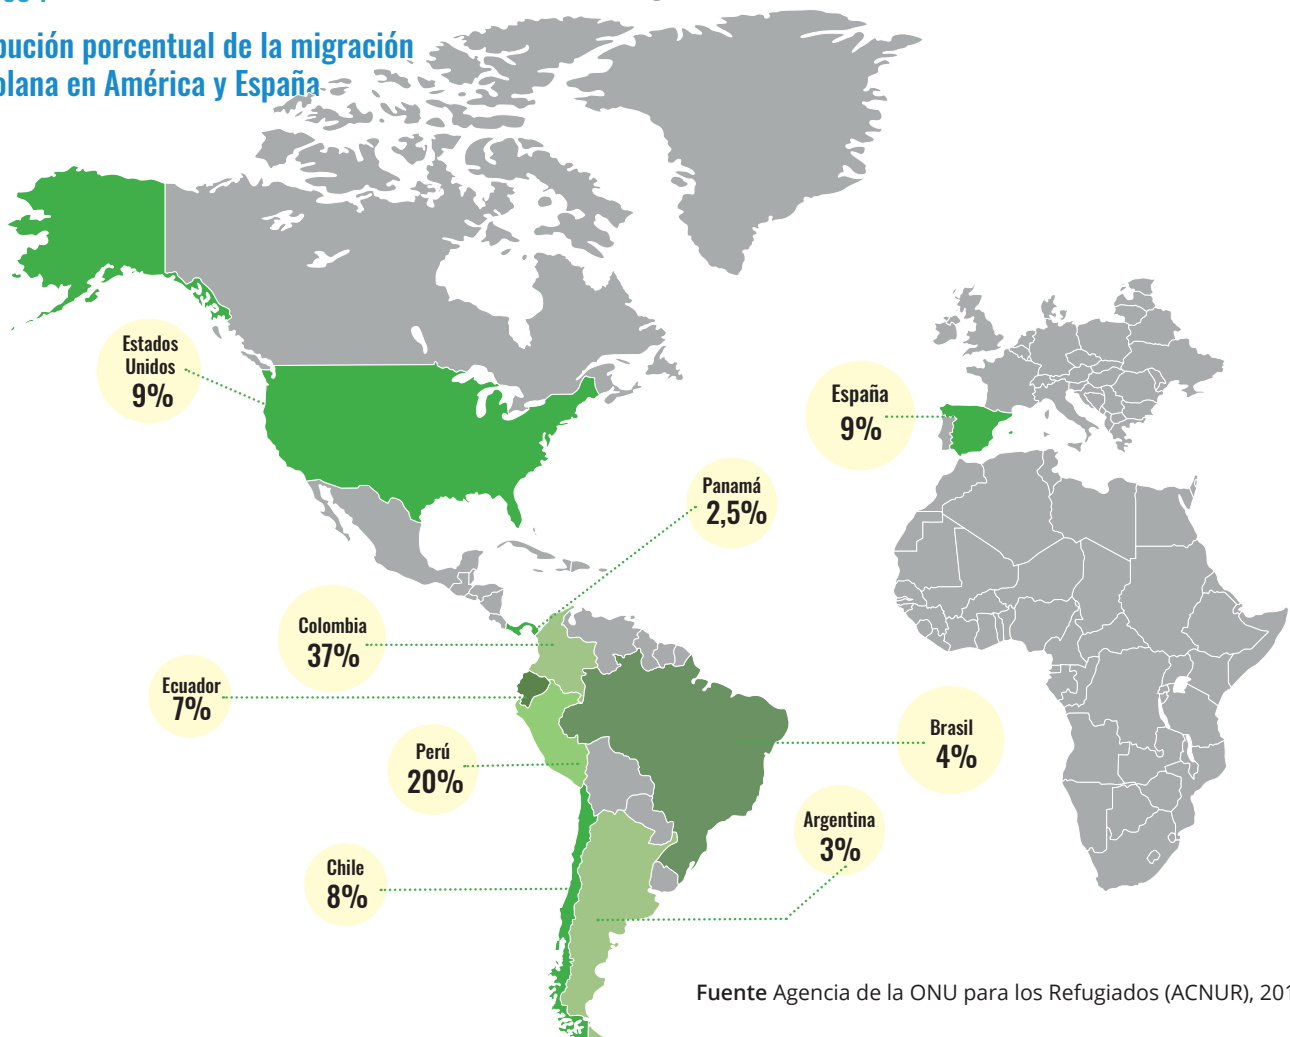 bución porcentual de la migración
olana en América y España
Estados
Unidos
9%
España
9%
Panamá
2,5%
Colombia
37%
Ecuador
7%
Perú
20%
Brasil
4%
Argentina
3%
Chile
8%
Fuente Agencia de la ONU para los Refugiados (ACNUR), 201